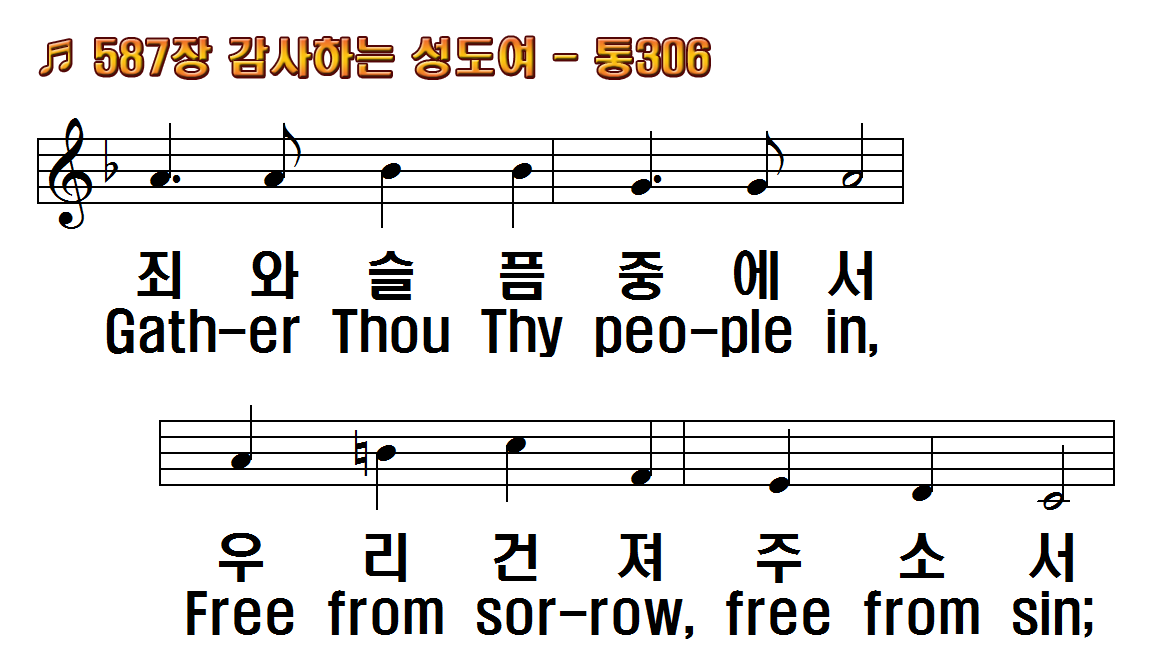 ♬ 587장 감사하는 성도여 - 통306
죄 와 슬 픔 중 에 서
Gath-er Thou Thy peo-ple in,
우 리 건 져 주 소 서
Free from sor-row, free from sin;